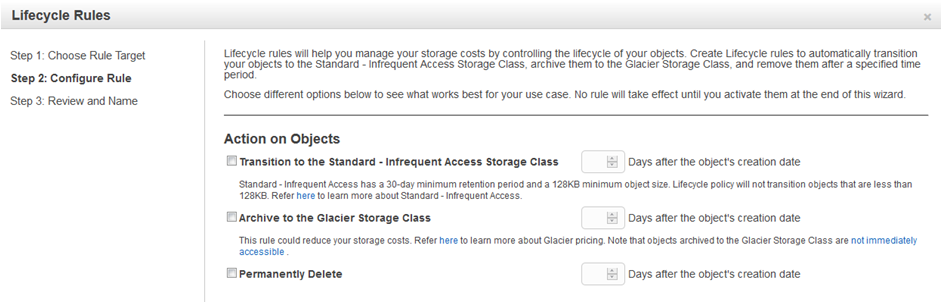 Lifecycle Rules
×
Step 1: Choose Rule Target
Step 2: Configure Rule
Step 3: Review and Name
Lifecycle rules will help you manage your storage costs by controlling the lifecycle of your objects. Create Lifecycle rules to automatically transition
your objects to the Standard - Infrequent Access Storage Class, archive them to the Glacier Storage Class, and remove them after a specified time
period.
Choose different options below to see what works best for your use case. No rule will take effect until you activate them at the end of this wizard.
Action on Objects
Transition to the Standard - Infrequent Access Storage Class Days after the object's creation date
Standard - Infrequent Access has a 30-day minimum retention period and a 128KB minimum object size. Lifecycle policy will not transition objects that are less than
128KB. Refer here to learn more about Standard - Infrequent Access.
Archive to the Glacier Storage Class Days after the object's creation date
This rule could reduce your storage costs. Refer here to learn more about Glacier pricing. Note that objects archived to the Glacier Storage Class are not immediately
accessible .
Permanently Delete Days after the object's creation date